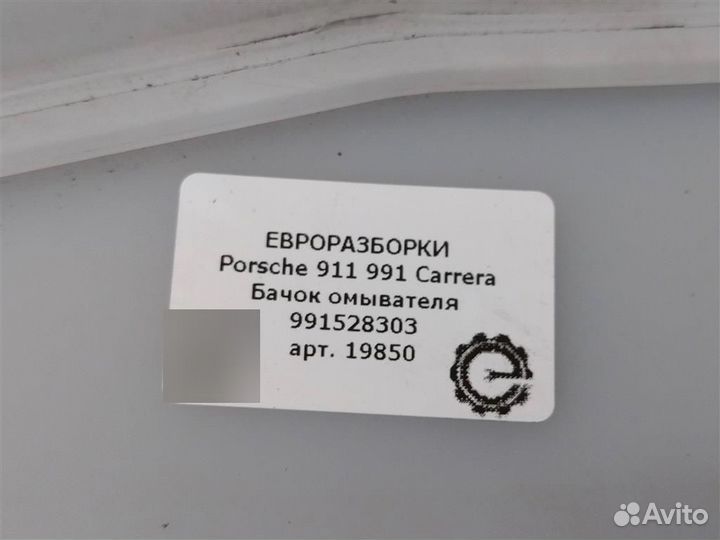 ЕВРОРАЗБОРКИ
Porsche 911 991 Carrera
Бачок омывателя
991528303
арт. 19850
Avito